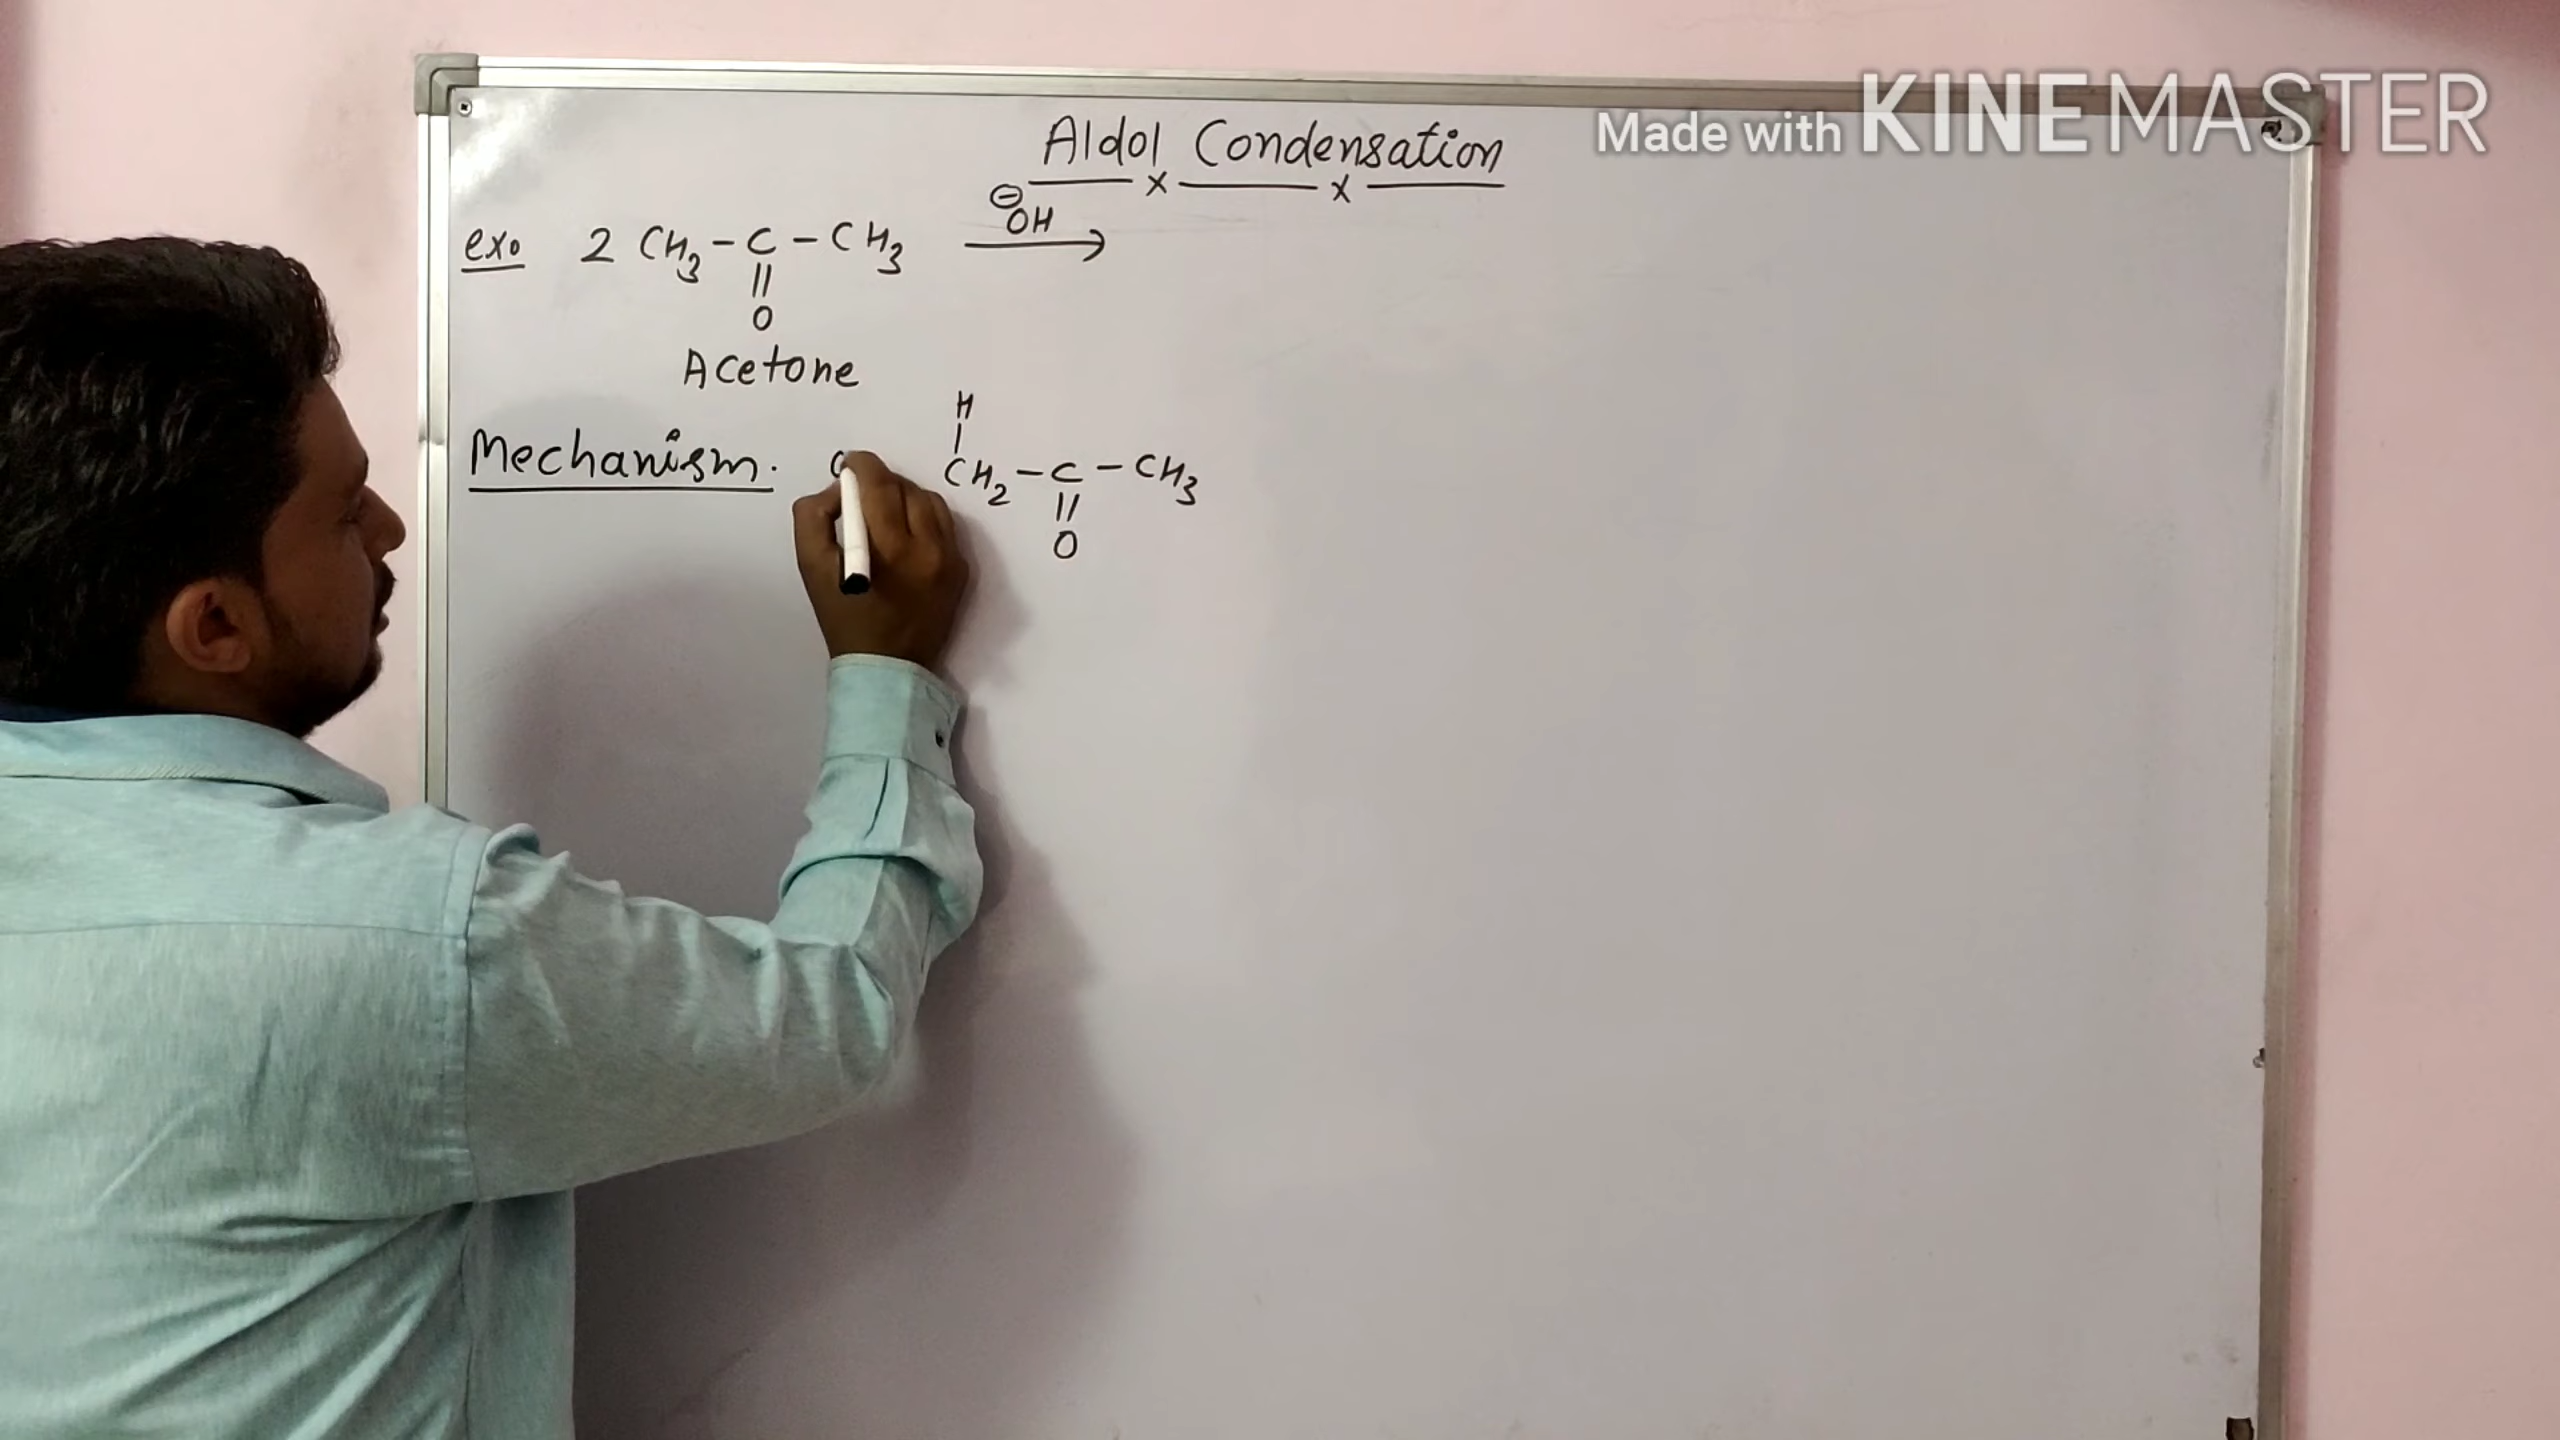 Made with KINEMASTER
Aldol Condensation
x x
⊖
OH
ex. 2 CH3 - C - CH3 →
||
O
Acetone
H
|
Mechanism. CH2 - C - CH3
||
O